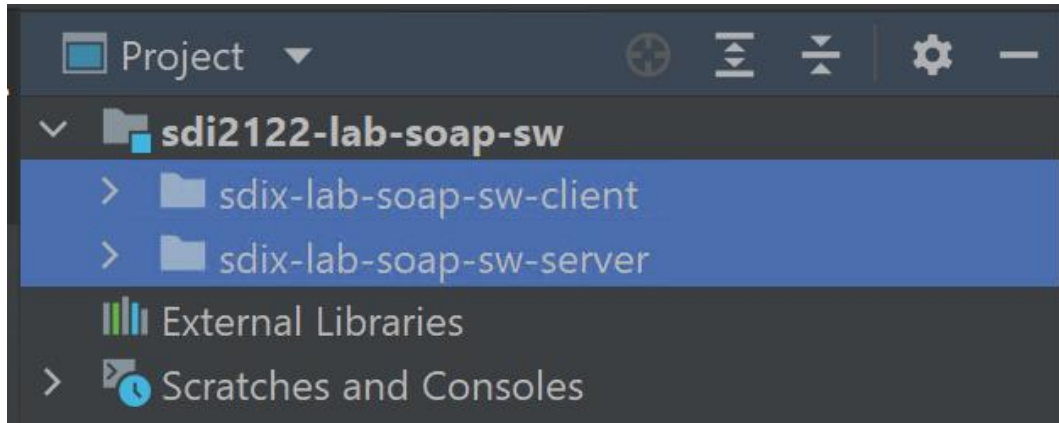 Project
sdi2122-lab-soap-sw
sdix-lab-soap-sw-client
sdix-lab-soap-sw-server
External Libraries
Scratches and Consoles